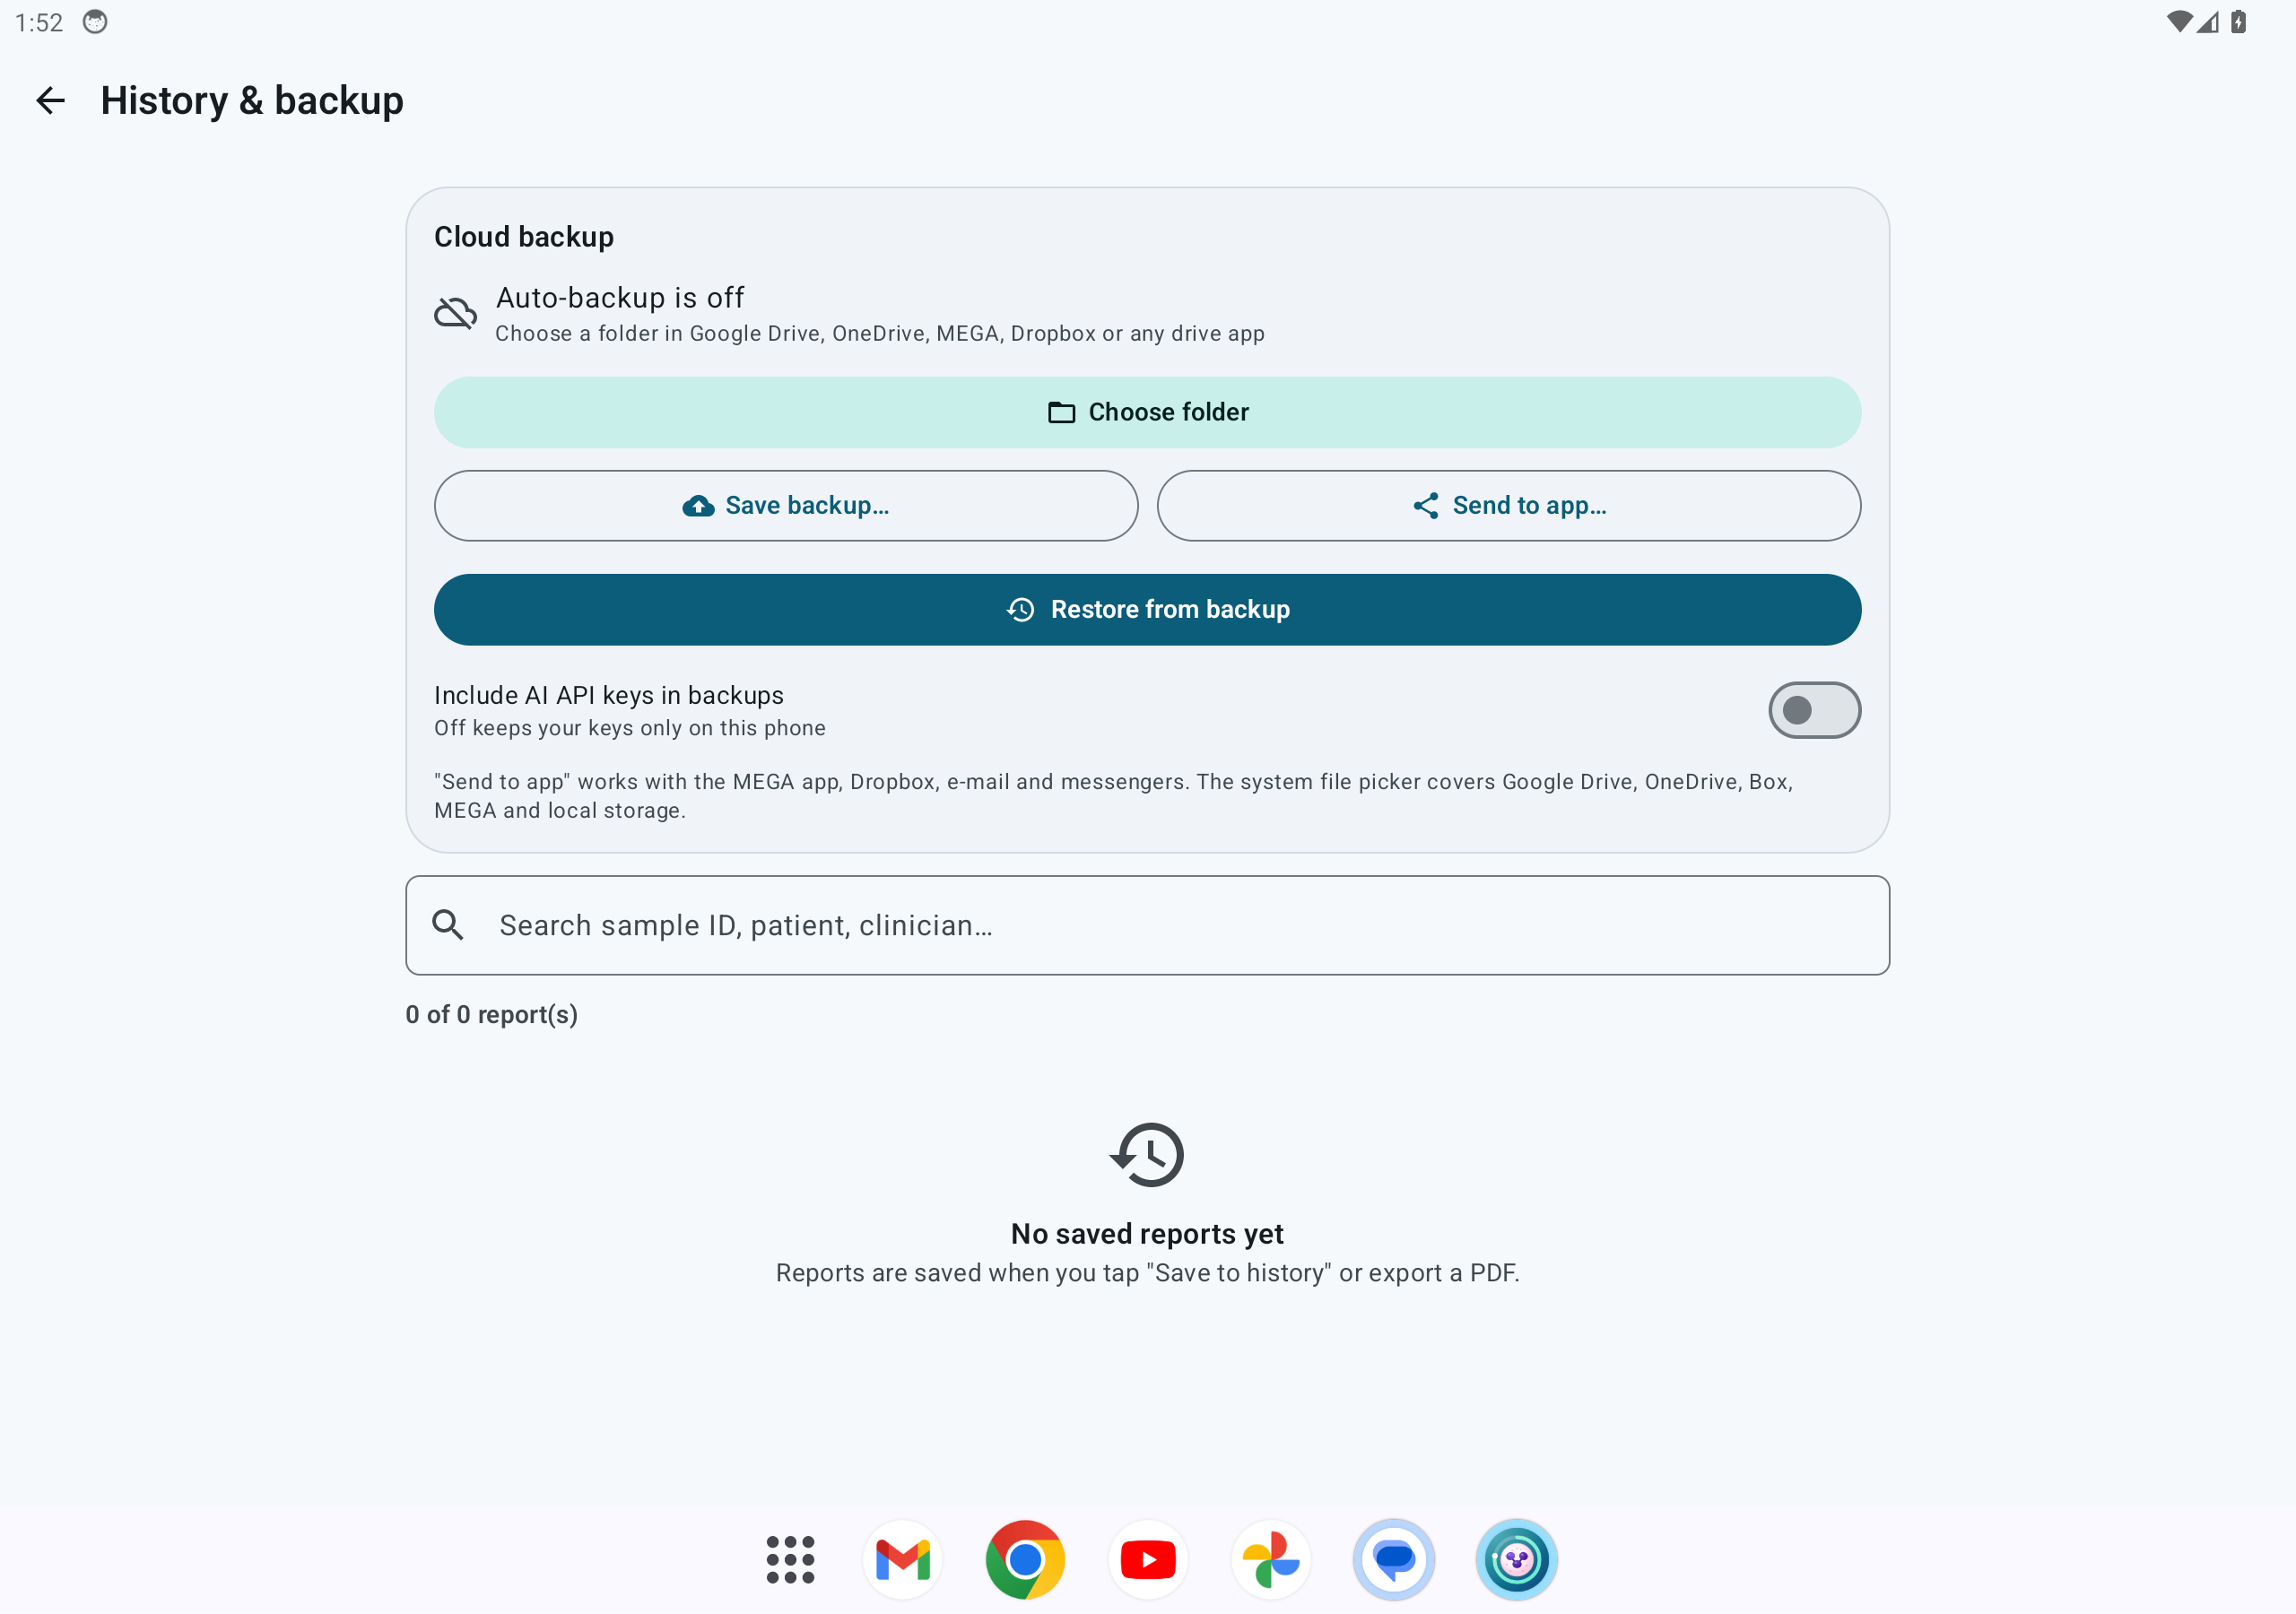 1:52
History & backup
Cloud backup
Auto-backup is off
Choose a folder in Google Drive, OneDrive, MEGA, Dropbox or any drive app
Choose folder
Save backup…
Send to app…
Restore from backup
Include AI API keys in backups
Off keeps your keys only on this phone
"Send to app" works with the MEGA app, Dropbox, e-mail and messengers. The system file picker covers Google Drive, OneDrive, Box,
MEGA and local storage.
Search sample ID, patient, clinician…
0 of 0 report(s)
No saved reports yet
Reports are saved when you tap "Save to history" or export a PDF.